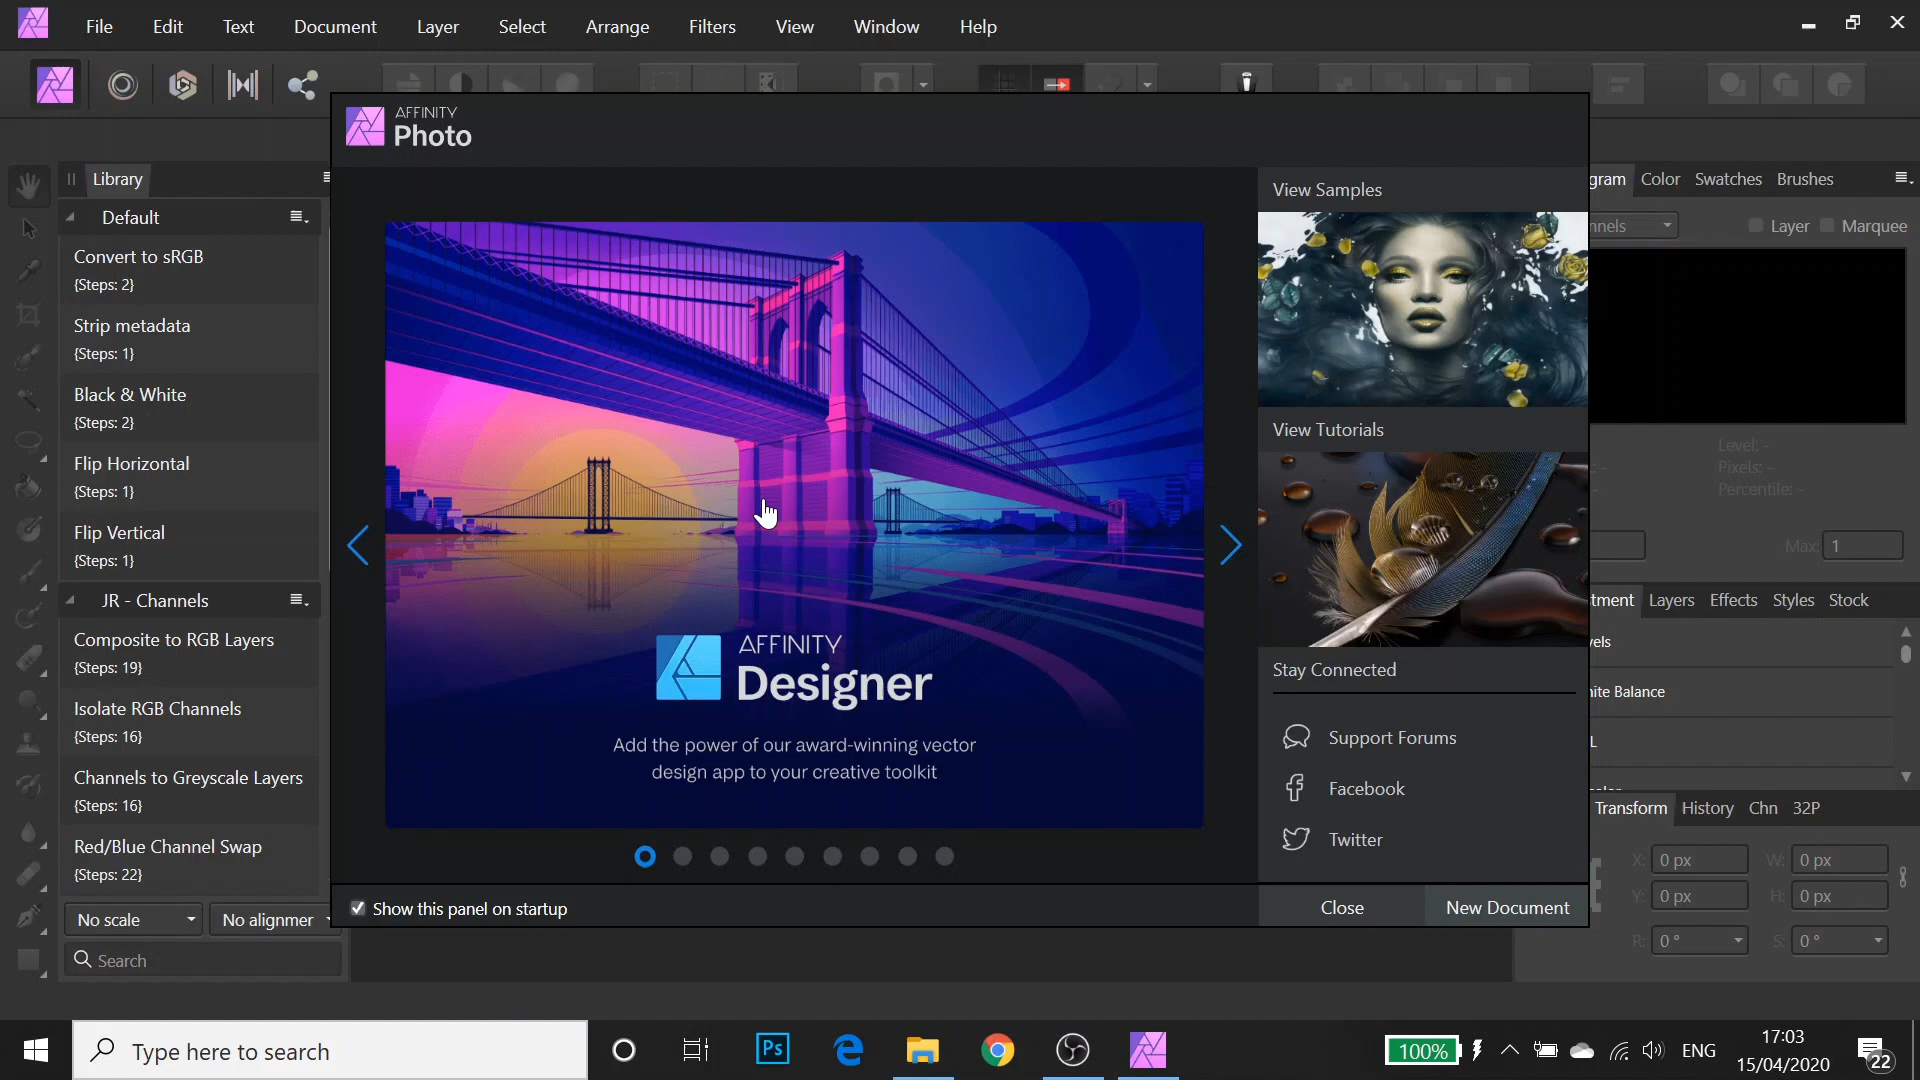 File Edit Text Document Layer Select Arrange Filters View Window Help
AFFINITY
Photo
Library
gram Color Swatches Brushes
Default
Convert to sRGB
{Steps: 2}
Strip metadata
{Steps: 1}
Black & White
{Steps: 2}
Flip Horizontal
{Steps: 1}
Flip Vertical
{Steps: 1}
JR - Channels
Composite to RGB Layers
{Steps: 19}
Isolate RGB Channels
{Steps: 16}
Channels to Greyscale Layers
{Steps: 16}
Red/Blue Channel Swap
{Steps: 22}
No scale No alignmer
Search
AFFINITY
Designer
Add the power of our award-winning vector
design app to your creative toolkit
Show this panel on startup
View Samples
View Tutorials
Stay Connected
Support Forums
Facebook
Twitter
Close New Document
nnels Layer Marquee
Level: -
Pixels: -
Percentile: -
Max: 1
tment Layers Effects Styles Stock
vels
ite Balance
L
Transform History Chn 32P
X: 0 px W: 0 px
Y: 0 px H: 0 px
R: 0 ° S: 0 °
Type here to search
Ps
100%
ENG
17:03
15/04/2020
22